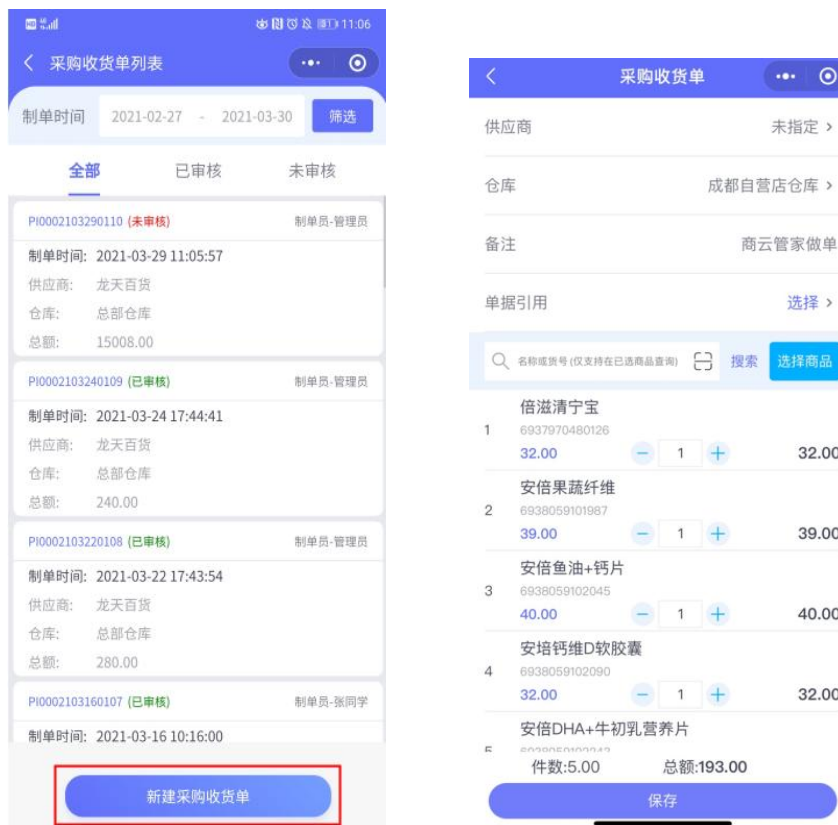 11:06
采购收货单列表
制单时间 2021-02-27 - 2021-03-30 筛选
全部 已审核 未审核
PI0002103290110 (未审核) 制单员-管理员
制单时间: 2021-03-29 11:05:57
供应商: 龙天百货
仓库: 总部仓库
总额: 15008.00
PI0002103240109 (已审核) 制单员-管理员
制单时间: 2021-03-24 17:44:41
供应商: 龙天百货
仓库: 总部仓库
总额: 240.00
PI0002103220108 (已审核) 制单员-管理员
制单时间: 2021-03-22 17:43:54
供应商: 龙天百货
仓库: 总部仓库
总额: 280.00
PI0002103160107 (已审核) 制单员-张同学
制单时间: 2021-03-16 10:16:00
新建采购收货单
采购收货单
供应商 未指定
仓库 成都自营店仓库
备注 商云管家做单
单据引用 选择
名称或货号(仅支持在已选商品查询) 搜索 选择商品
倍滋清宁宝
1 6937970480126
32.00 1 32.00
安倍果蔬纤维
2 6938059101987
39.00 1 39.00
安倍鱼油+钙片
3 6938059102045
40.00 1 40.00
安培钙维D软胶囊
4 6938059102090
32.00 1 32.00
安倍DHA+牛初乳营养片
件数:5.00 总额:193.00
保存